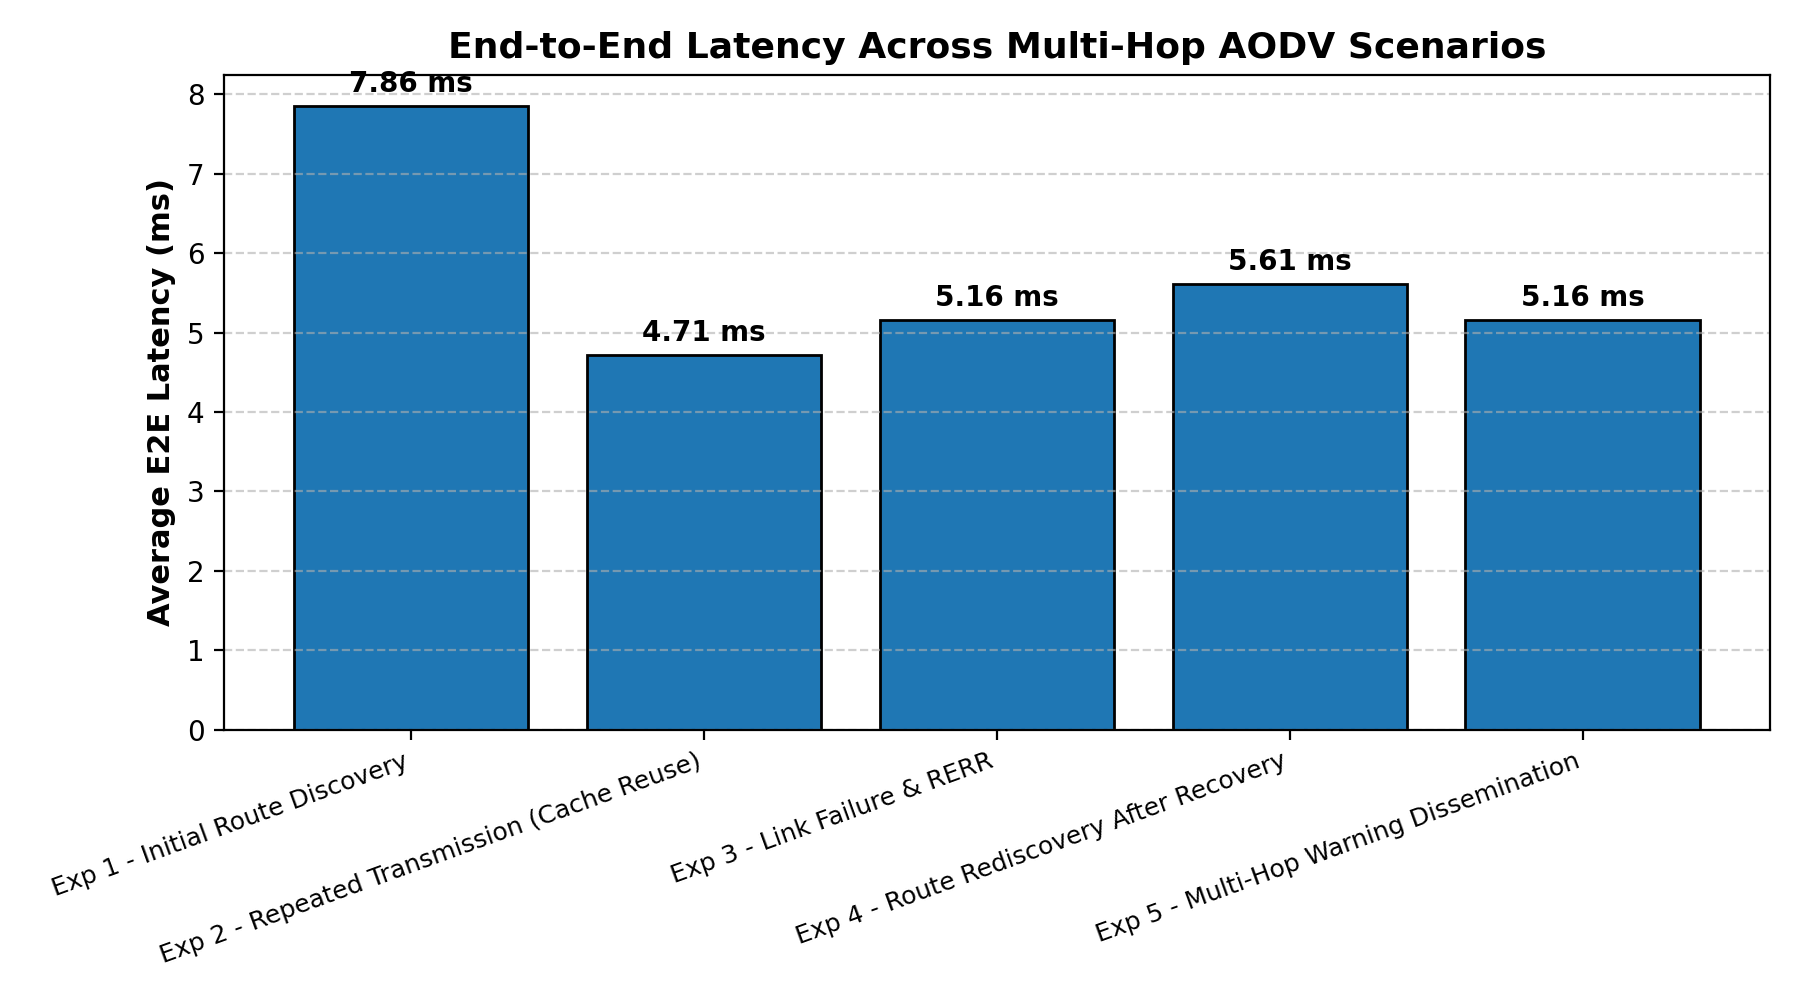 End-to-End Latency Across Multi-Hop AODV Scenarios
Average E2E Latency (ms)
8
7
6
5
4
3
2
1
0
7.86 ms
4.71 ms
5.16 ms
5.61 ms
5.16 ms
Exp 1 - Initial Route Discovery
Exp 2 - Repeated Transmission (Cache Reuse)
Exp 3 - Link Failure & RERR
Exp 4 - Route Rediscovery After Recovery
Exp 5 - Multi-Hop Warning Dissemination